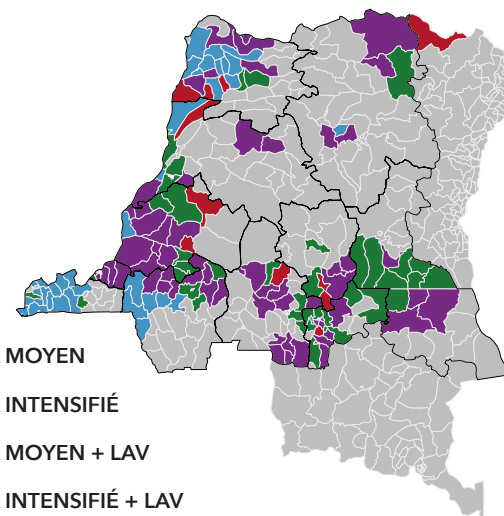 MOYEN
INTENSIFIÉ
MOYEN + LAV
INTENSIFIÉ + LAV